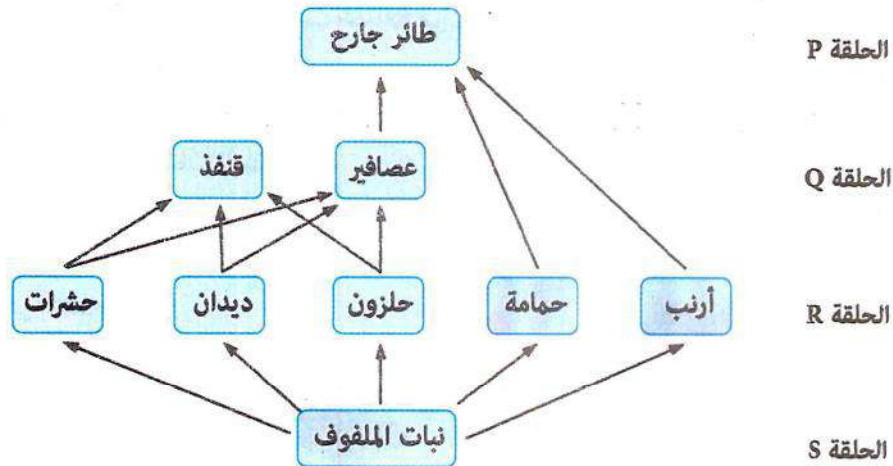 طائر جارح
الحلقة P
قنفذ
عصافير
الحلقة Q
حشرات
ديدان
حلزون
حمامة
أرنب
الحلقة R
نبات الملفوف
الحلقة S